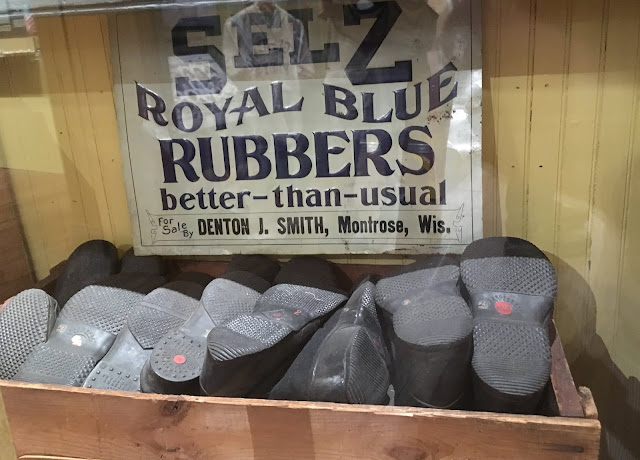 SELZ
ROYAL BLUE
RUBBERS
better-than-usual
For Sale By DENTON J. SMITH, Montrose, Wis.